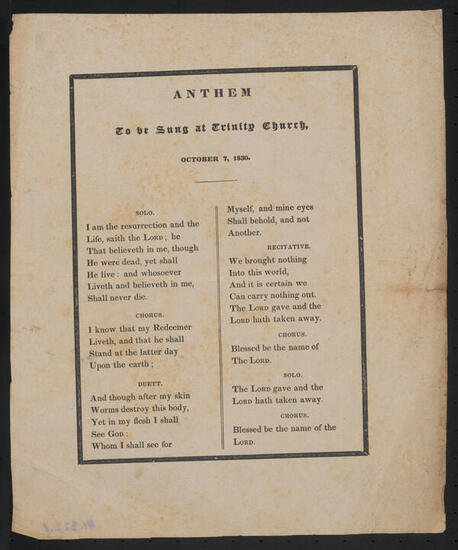 ANTHEM
To be Sung at Trinity Church,
OCTOBER 7, 1830.
SOLO.
I am the resurrection and the
Life, saith the LORD; he
That believeth in me, though
He were dead, yet shall
He live: and whosoever
Liveth and believeth in me,
Shall never die.
CHORUS.
I know that my Redeemer
Liveth, and that he shall
Stand at the latter day
Upon the earth;
DUETT.
And though after my skin
Worms destroy this body,
Yet in my flesh I shall
See GOD:
Whom I shall see for
Myself, and mine eyes
Shall behold, and not
Another.
RECITATIVE.
We brought nothing
Into this world,
And it is certain we
Can carry nothing out.
The LORD gave and the
LORD hath taken away.
CHORUS.
Blessed be the name of
The LORD.
SOLO.
The LORD gave and the
LORD hath taken away.
CHORUS.
Blessed be the name of the
LORD.